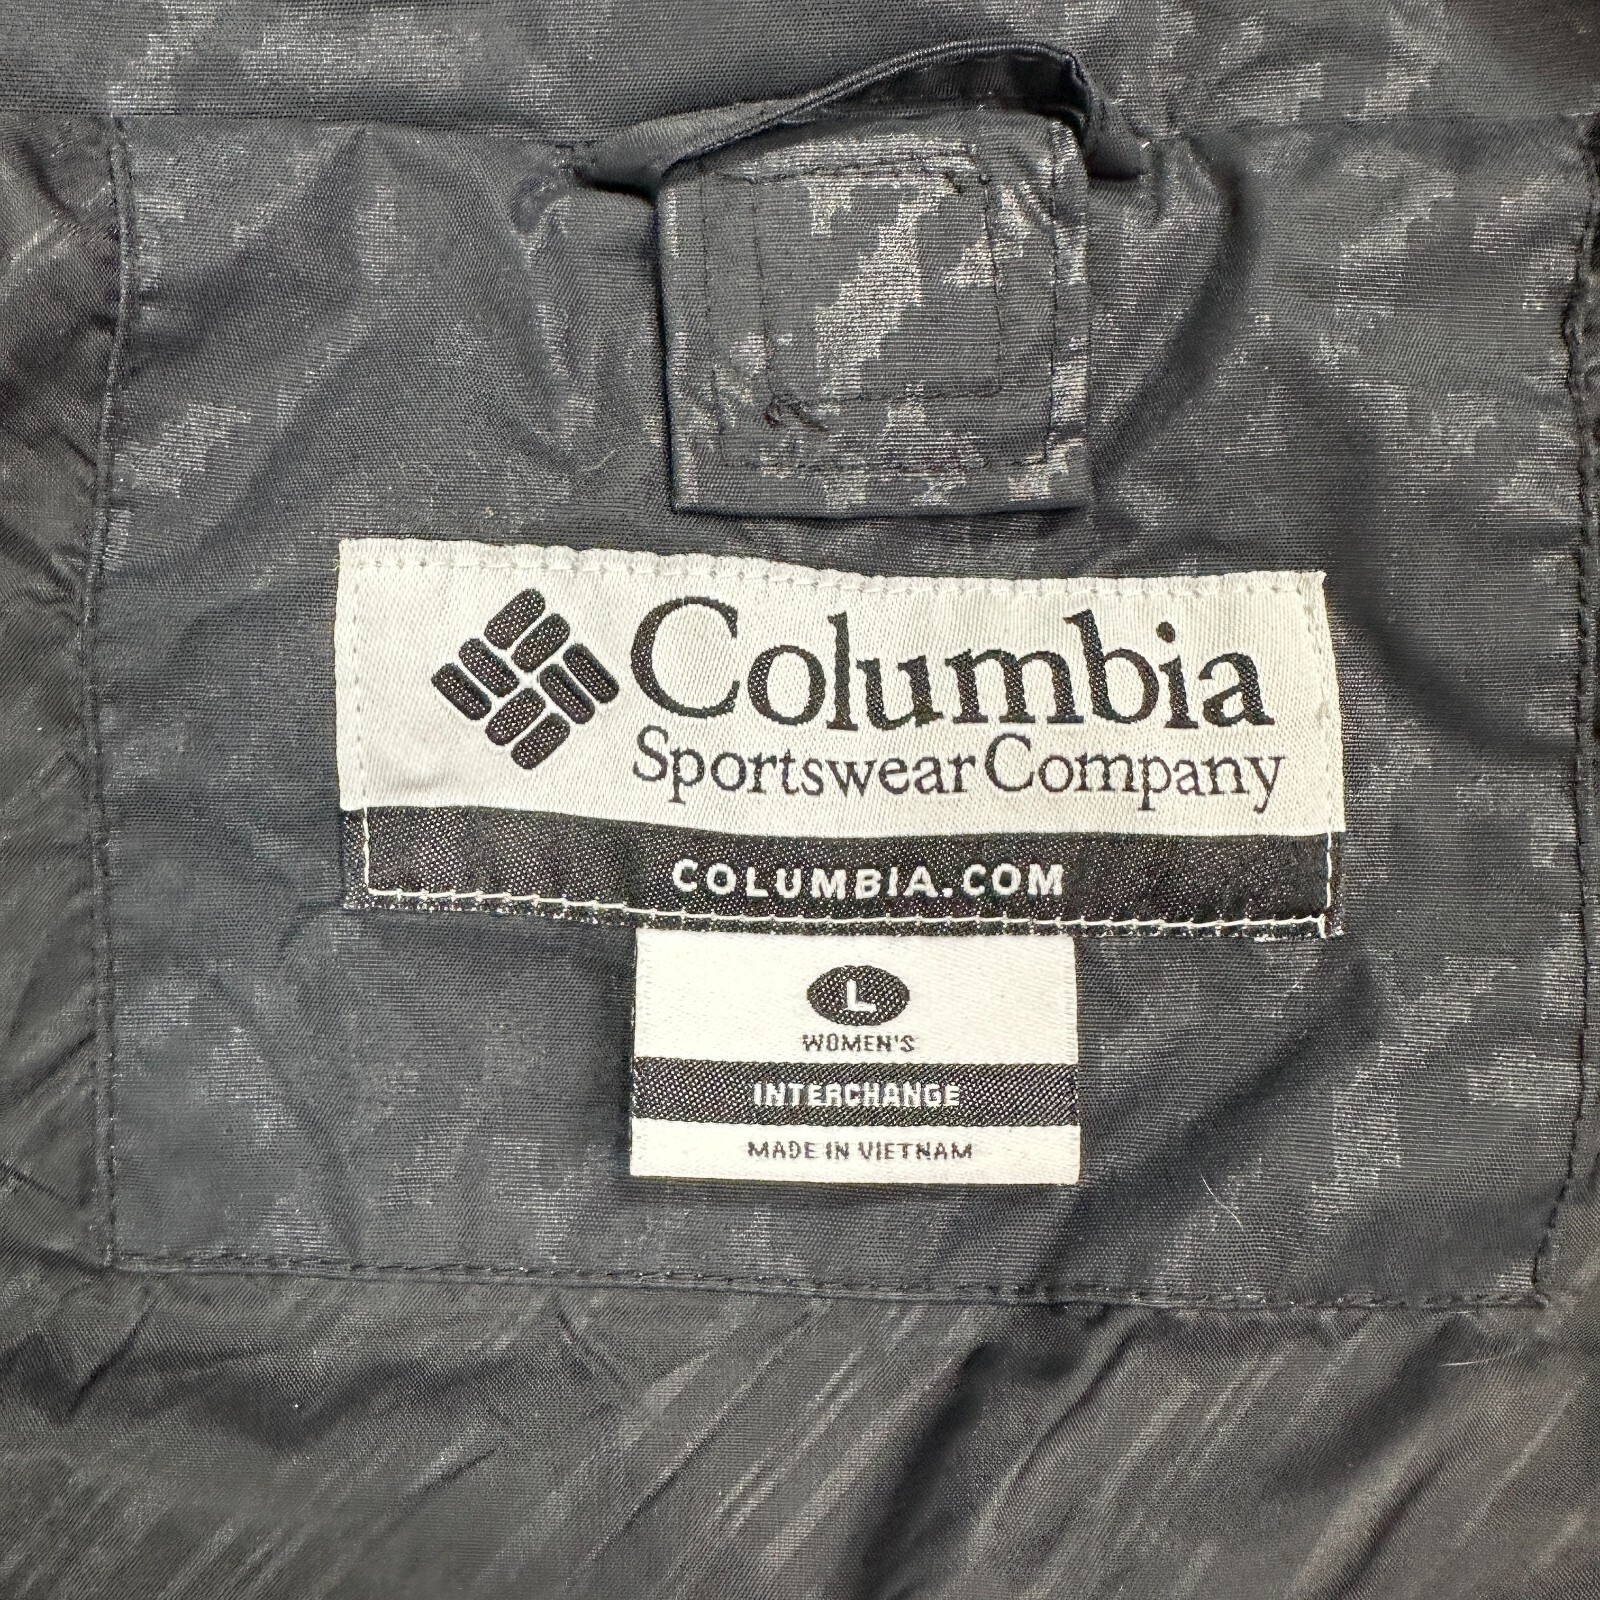 Columbia
Sportswear Company
COLUMBIA.COM
L
WOMEN'S
INTERCHANGE
MADE IN VIETNAM